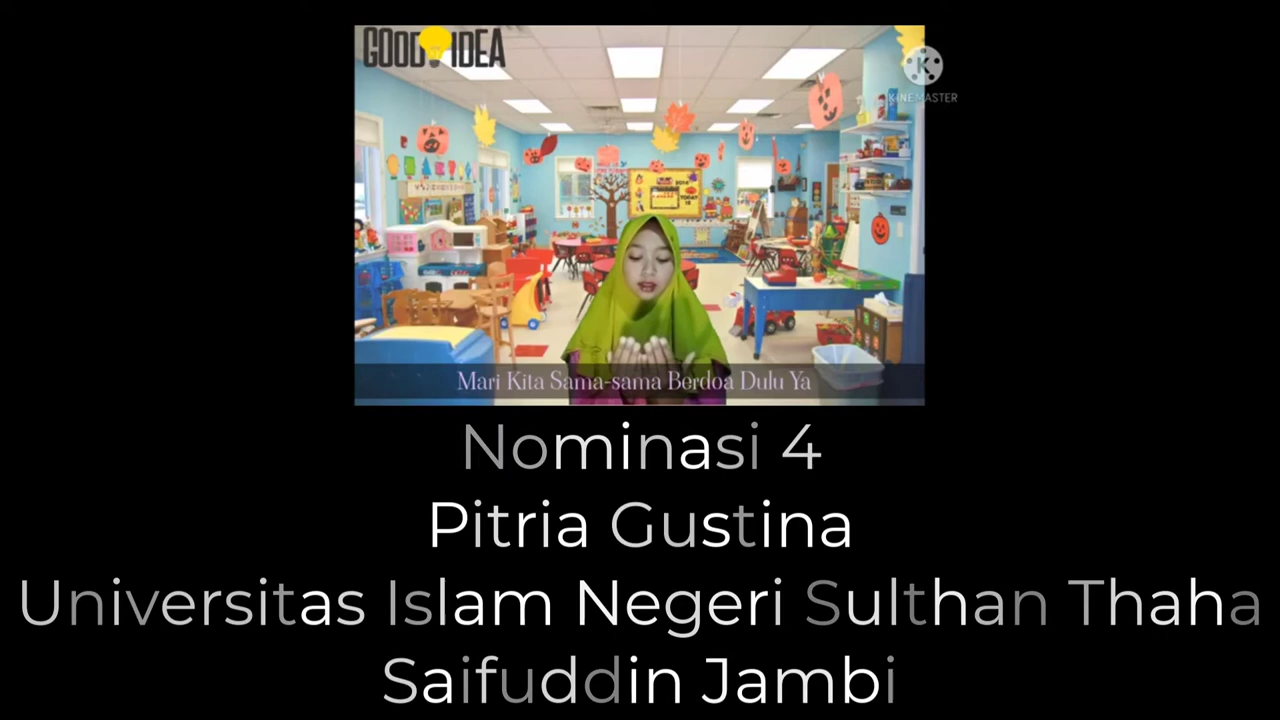 GOOD IDEA
KINEMASTER
Mari Kita Sama-sama Berdoa Dulu Ya
Nominasi 4
Pitria Gustina
Universitas Islam Negeri Sulthan Thaha
Saifuddin Jambi